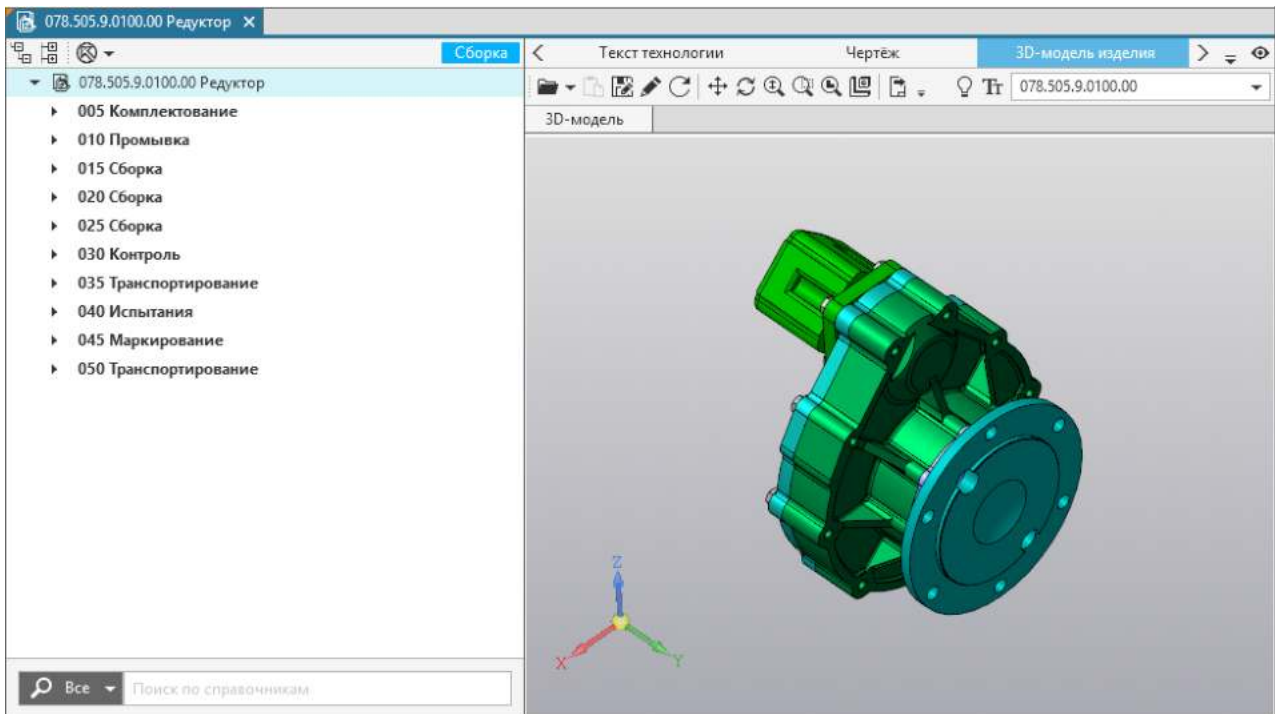 078.505.9.0100.00 Редуктор
Сборка
Текст технологии Чертёж 3D-модель изделия
078.505.9.0100.00 Редуктор
Тт 078.505.9.0100.00
005 Комплектование
3D-модель
010 Промывка
015 Сборка
020 Сборка
025 Сборка
030 Контроль
035 Транспортирование
040 Испытания
045 Маркирование
050 Транспортирование
Z
X
Y
Все Поиск по справочникам